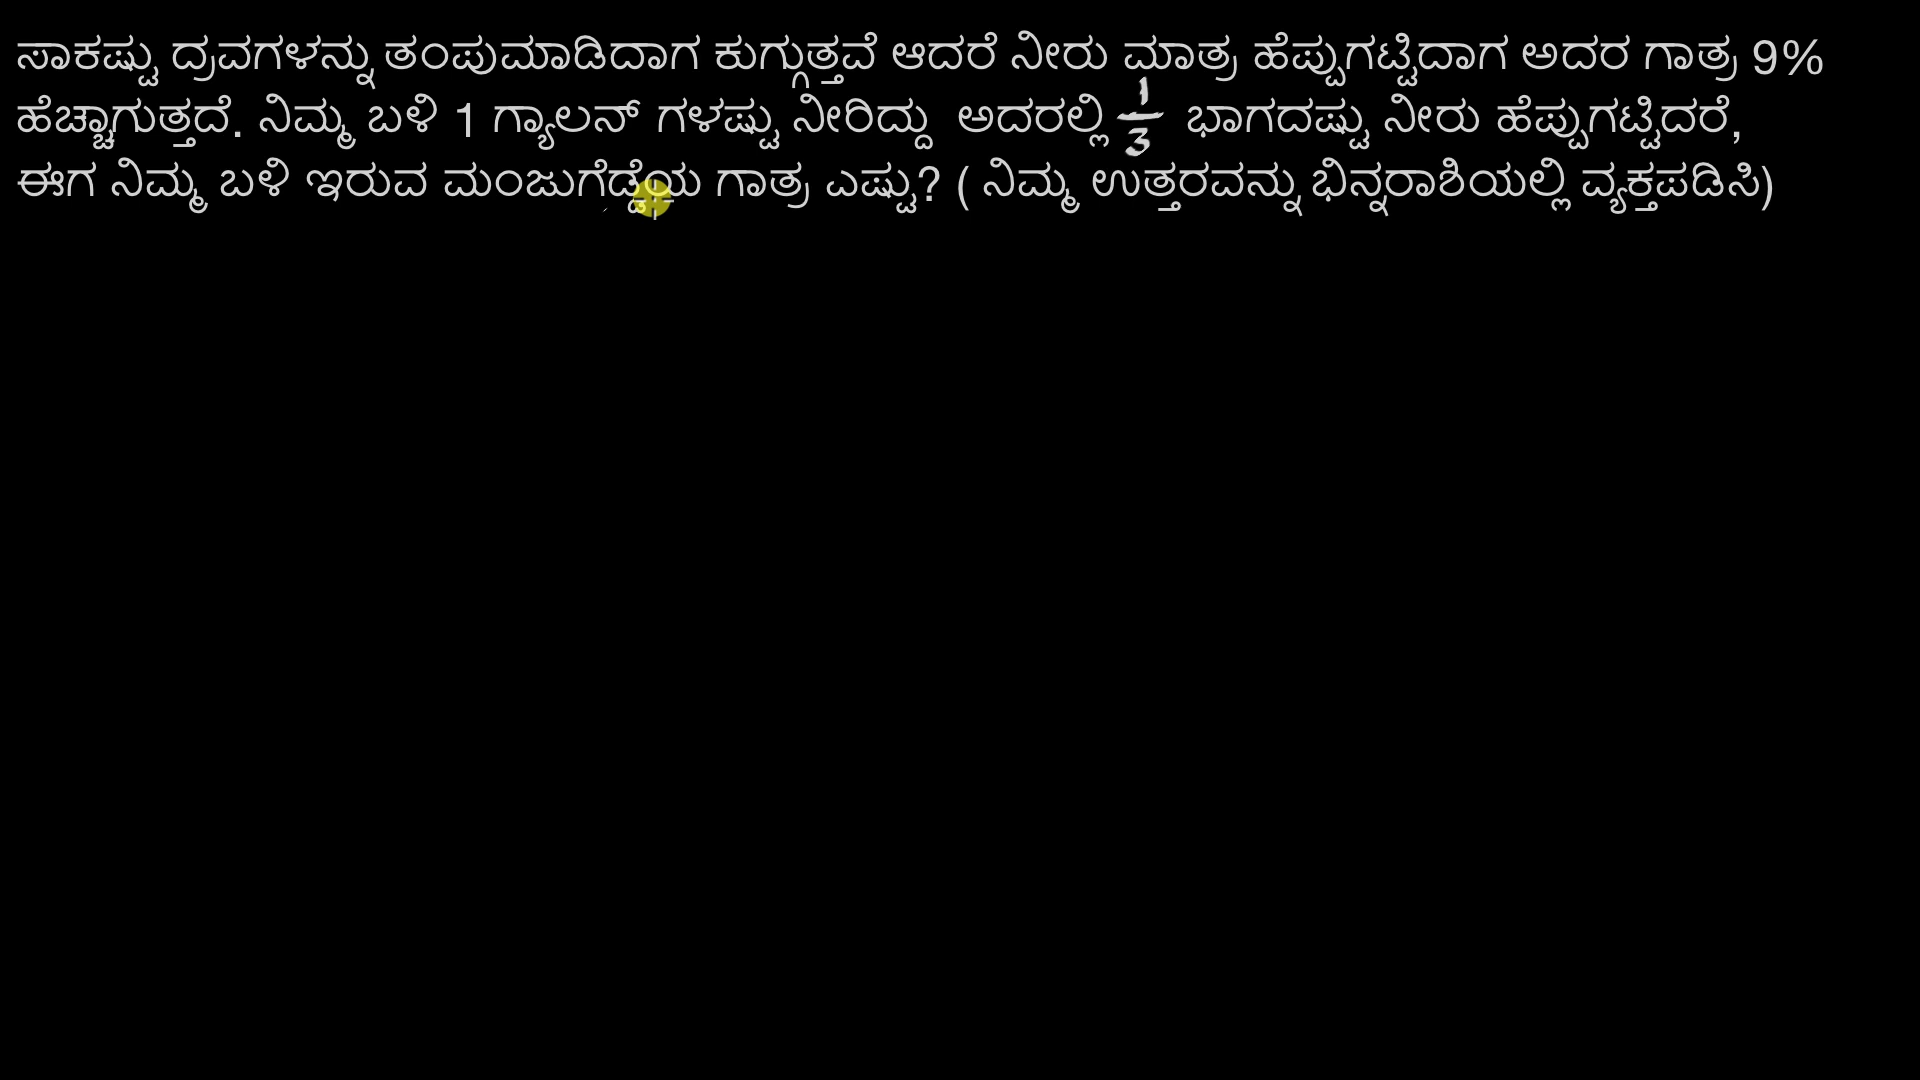 ಸಾಕಷ್ಟು ದ್ರವಗಳನ್ನು ತಂಪುಮಾಡಿದಾಗ ಕುಗ್ಗುತ್ತವೆ ಆದರೆ ನೀರು ಮಾತ್ರ ಹೆಪ್ಪುಗಟ್ಟಿದಾಗ ಅದರ ಗಾತ್ರ 9%
ಹೆಚ್ಚಾಗುತ್ತದೆ. ನಿಮ್ಮ ಬಳಿ 1 ಗ್ಯಾಲನ್ ಗಳಷ್ಟು ನೀರಿದ್ದು ಅದರಲ್ಲಿ 1/3 ಭಾಗದಷ್ಟು ನೀರು ಹೆಪ್ಪುಗಟ್ಟಿದರೆ,
ಈಗ ನಿಮ್ಮ ಬಳಿ ಇರುವ ಮಂಜುಗೆಡ್ಡೆಯ ಗಾತ್ರ ಎಷ್ಟು? ( ನಿಮ್ಮ ಉತ್ತರವನ್ನು ಭಿನ್ನರಾಶಿಯಲ್ಲಿ ವ್ಯಕ್ತಪಡಿಸಿ)